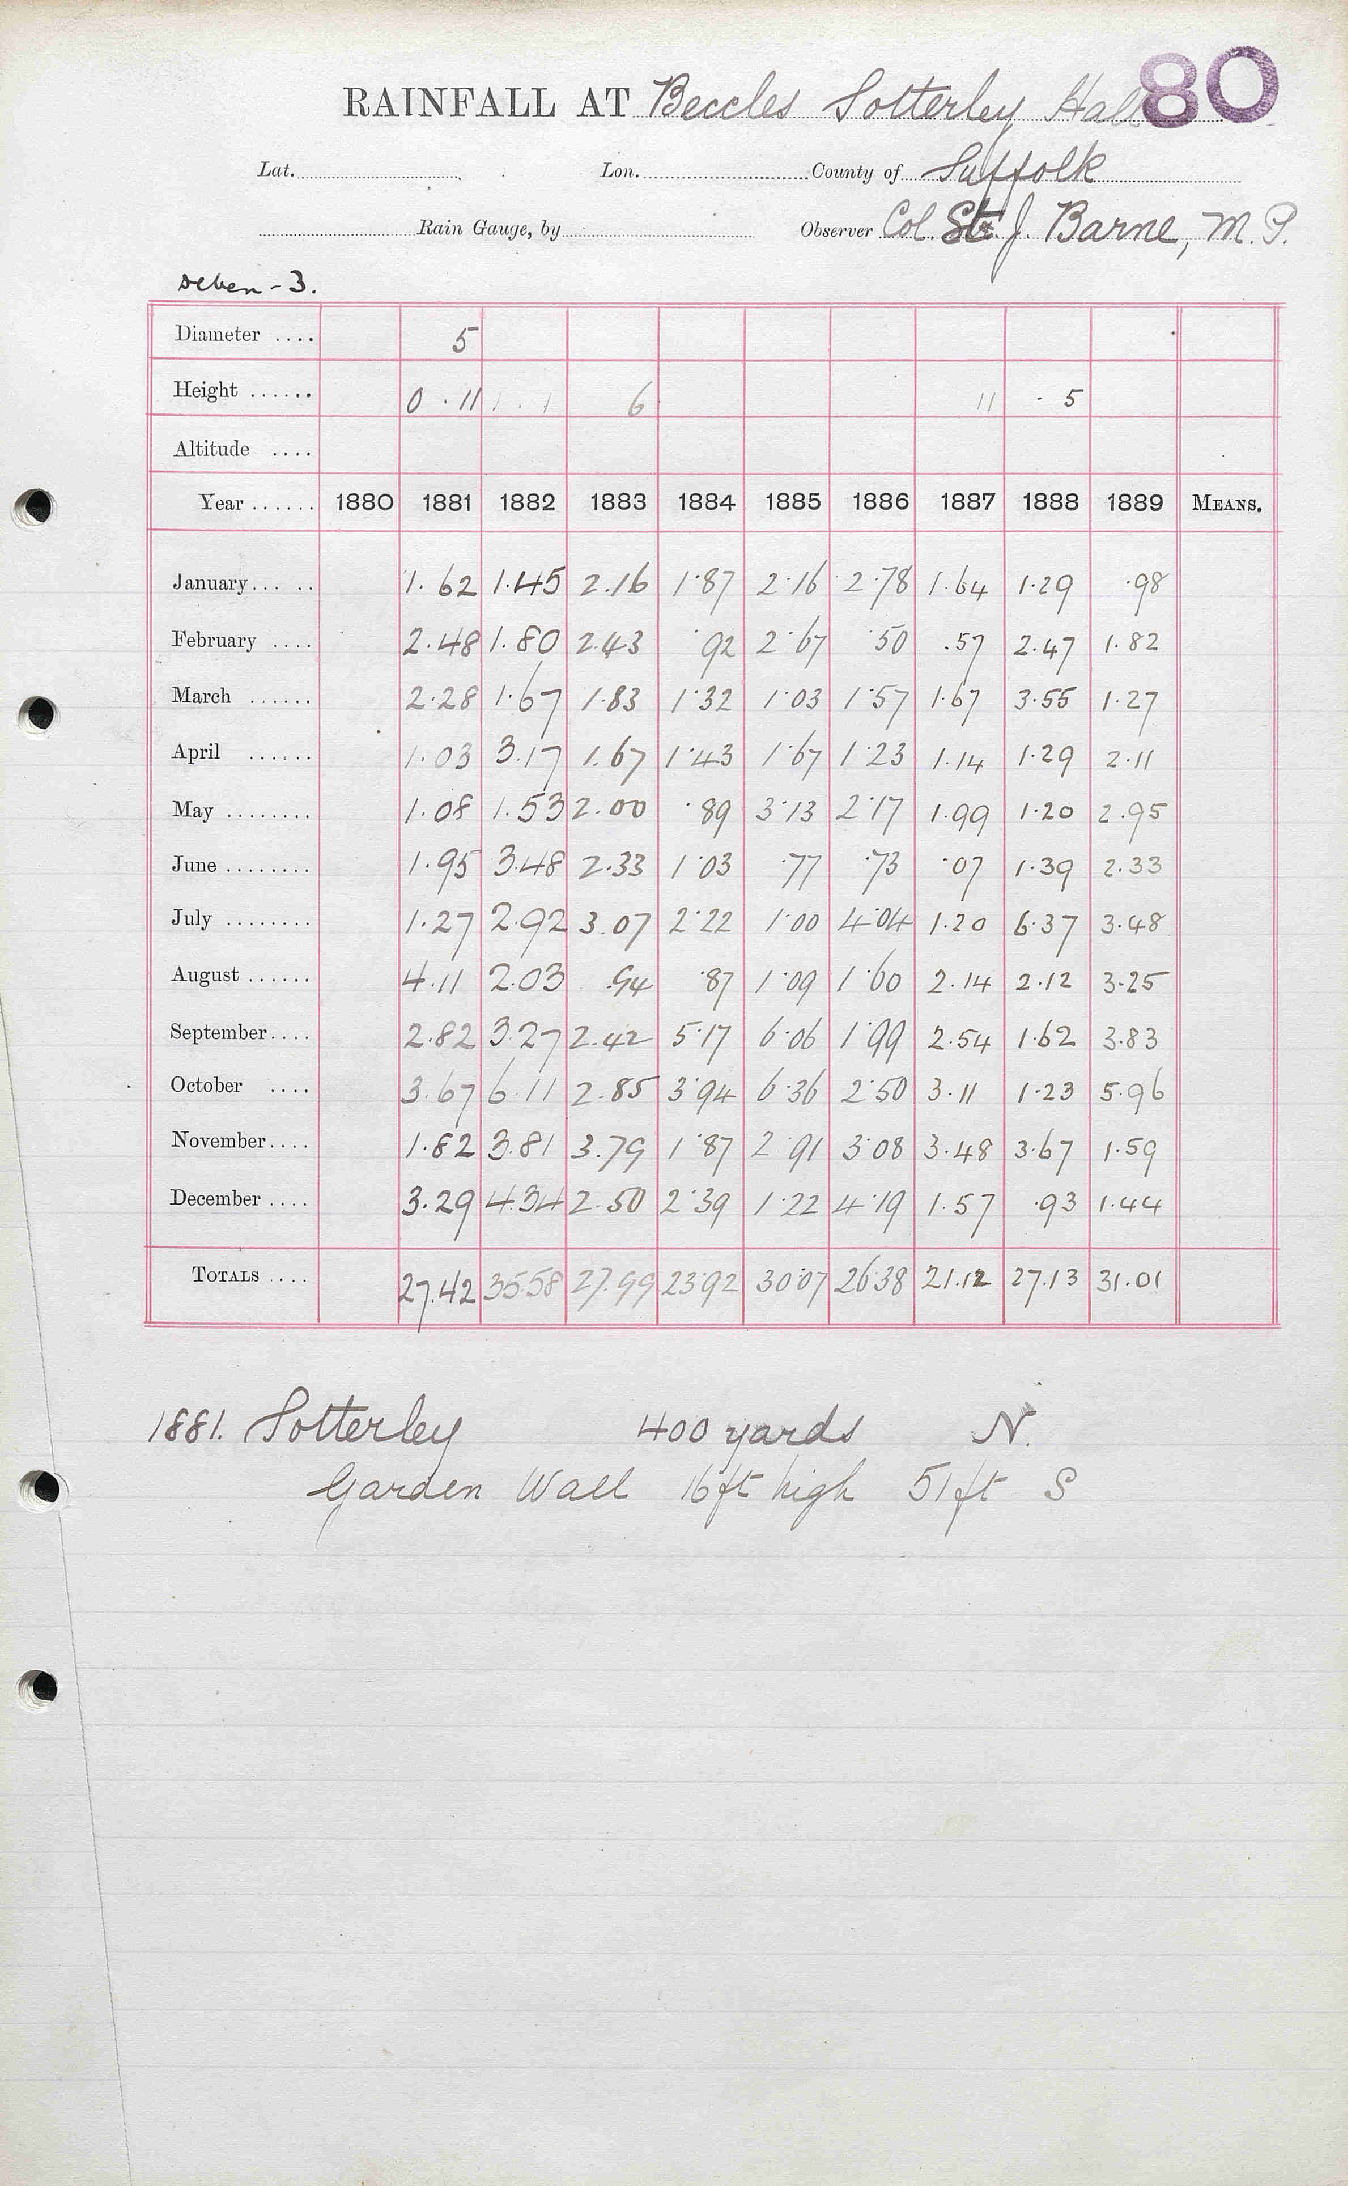 80
RAINFALL AT Beccles Sotterley Hall
Lat. Lon. County of Suffolk
Rain Gauge, by Observer Col. St. J. Barne, M.P.
Deben - 3.
Diameter .... 5
Height ...... 0 . 11 1 . 1 6 11 . 5
Altitude ....
Year ...... 1880 1881 1882 1883 1884 1885 1886 1887 1888 1889 MEANS.
January... .. 1.62 1.45 2.16 1.87 2.16 2.78 1.64 1.29 .98
February .... 2.48 1.80 2.43 .92 2.67 .50 .57 2.47 1.82
March ...... 2.28 1.67 1.83 1.32 1.03 1.57 1.67 3.55 1.27
April ...... 1.03 3.17 1.67 1.43 1.67 1.23 1.14 1.29 2.11
May ........ 1.08 1.53 2.00 .89 3.13 2.17 1.99 1.20 2.95
June ........ 1.95 3.48 2.33 1.03 .77 .73 .07 1.39 2.33
July ........ 1.27 2.92 3.07 2.22 1.00 4.04 1.20 6.37 3.48
August ...... 4.11 2.03 .94 .87 1.09 1.60 2.14 2.12 3.25
September.... 2.82 3.27 2.42 5.17 6.06 1.99 2.54 1.62 3.83
October .... 3.67 6.11 2.85 3.94 6.36 2.50 3.11 1.23 5.96
November.... 1.82 3.81 3.79 1.87 2.91 3.08 3.48 3.67 1.59
December .... 3.29 4.34 2.50 2.39 1.22 4.19 1.57 .93 1.44
TOTALS .... 27.42 35.58 27.99 23.92 30.07 26.38 21.12 27.13 31.01
1881. Sotterley 400 yards N.
Garden Wall 16ft high 51ft S